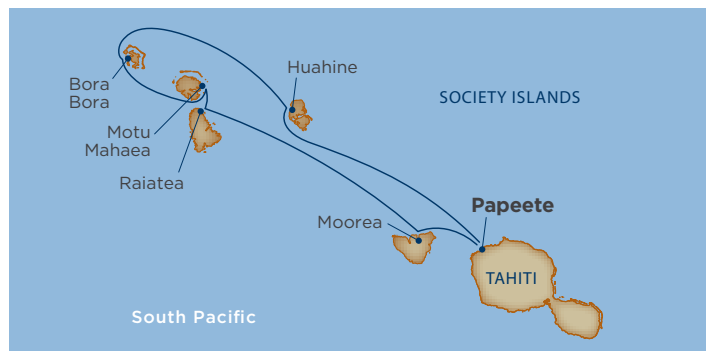 Huahine
Bora
Bora
SOCIETY ISLANDS
Motu
Mahaea
Raiatea
Papeete
Moorea
TAHITI
South Pacific